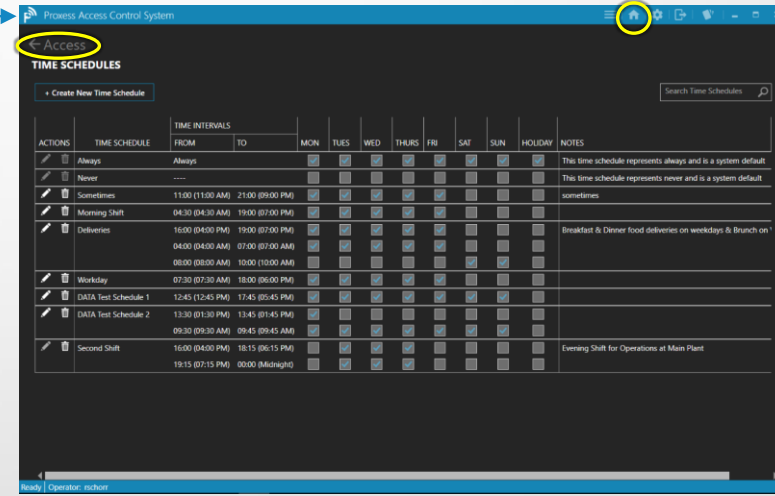 Proxess Access Control System
Access
TIME SCHEDULES
+ Create New Time Schedule
Search Time Schedules
TIME INTERVALS
ACTIONS TIME SCHEDULE FROM TO MON TUES WED THURS FRI SAT SUN HOLIDAY NOTES
Always Always This time schedule represents always and is a system default
Never ---- This time schedule represents never and is a system default
Sometimes 11:00 (11:00 AM) 21:00 (09:00 PM) sometimes
Morning Shift 04:30 (04:30 AM) 19:00 (07:00 PM)
Deliveries 16:00 (04:00 PM) 19:00 (07:00 PM) Breakfast & Dinner food deliveries on weekdays & Brunch on
04:00 (04:00 AM) 07:00 (07:00 AM)
08:00 (08:00 AM) 10:00 (10:00 AM)
Workday 07:30 (07:30 AM) 18:00 (06:00 PM)
DATA Test Schedule 1 12:45 (12:45 PM) 17:45 (05:45 PM)
DATA Test Schedule 2 13:30 (01:30 PM) 13:45 (01:45 PM)
09:30 (09:30 AM) 09:45 (09:45 AM)
Second Shift 16:00 (04:00 PM) 18:15 (06:15 PM) Evening Shift for Operations at Main Plant
19:15 (07:15 PM) 00:00 (Midnight)
Ready Operator: rschorr